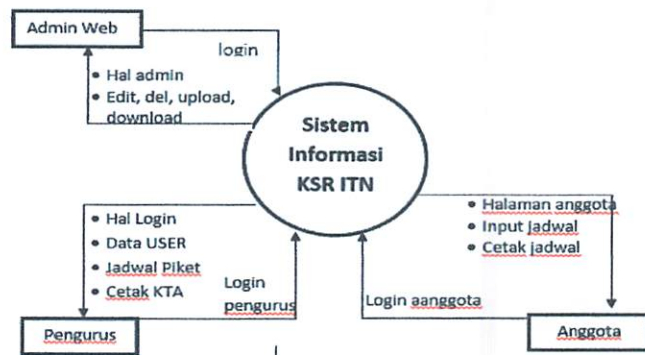 Admin Web
login
• Hal admin
• Edit, del, upload,
download
Sistem
Informasi
KSR ITN
• Hal Login
• Data USER
• Jadwal Piket
• Cetak KTA
Login
pengurus
Pengurus
• Halaman anggota
• Input Jadwal
• Cetak jadwal
Login aanggota
Anggota